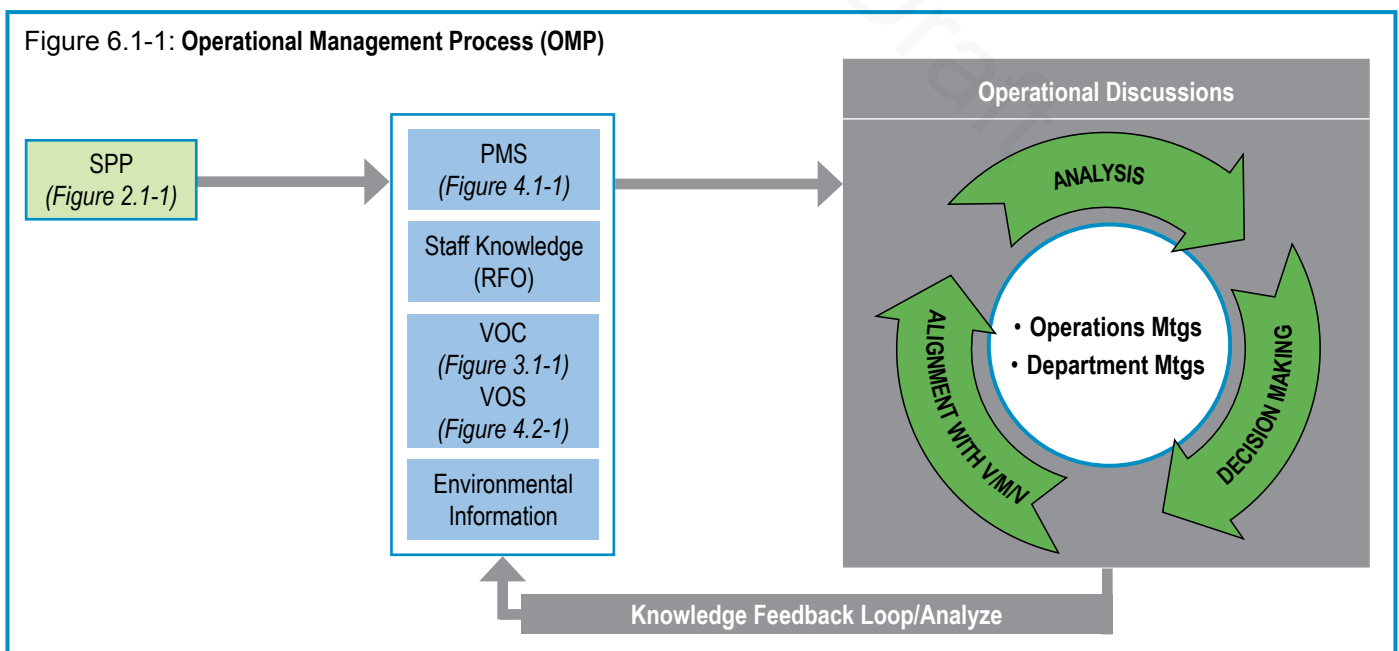 Figure 6.1-1: Operational Management Process (OMP)
Draft
SPP
(Figure 2.1-1)
PMS
(Figure 4.1-1)
Staff Knowledge
(RFO)
VOC
(Figure 3.1-1)
VOS
(Figure 4.2-1)
Environmental
Information
Operational Discussions
ANALYSIS
DECISION MAKING
ALIGNMENT WITH V/M/V
• Operations Mtgs
• Department Mtgs
Knowledge Feedback Loop/Analyze